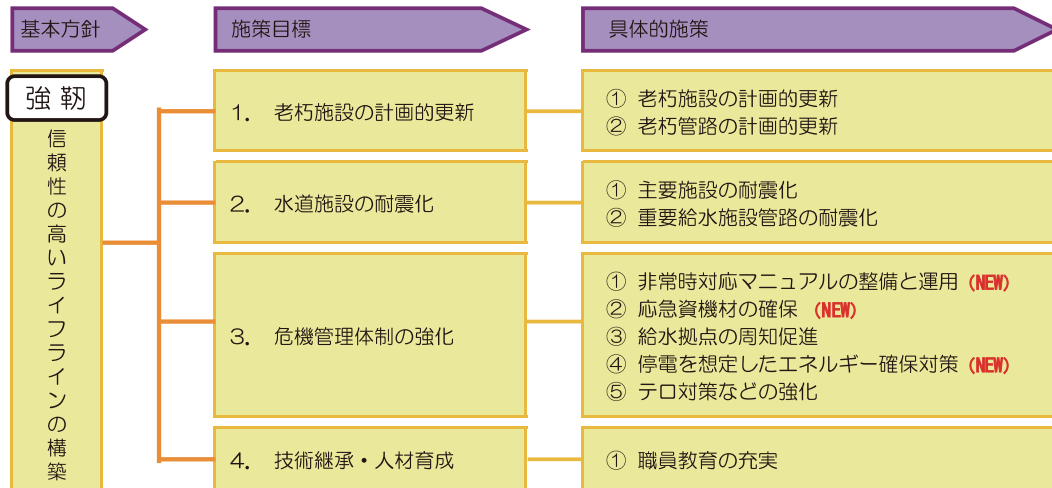 基本方針
施策目標
具体的施策
強靭
信頼性の高いライフラインの構築
1. 老朽施設の計画的更新
① 老朽施設の計画的更新
② 老朽管路の計画的更新
2. 水道施設の耐震化
① 主要施設の耐震化
② 重要給水施設管路の耐震化
3. 危機管理体制の強化
① 非常時対応マニュアルの整備と運用 (NEW)
② 応急資機材の確保 (NEW)
③ 給水拠点の周知促進
④ 停電を想定したエネルギー確保対策 (NEW)
⑤ テロ対策などの強化
4. 技術継承・人材育成
① 職員教育の充実